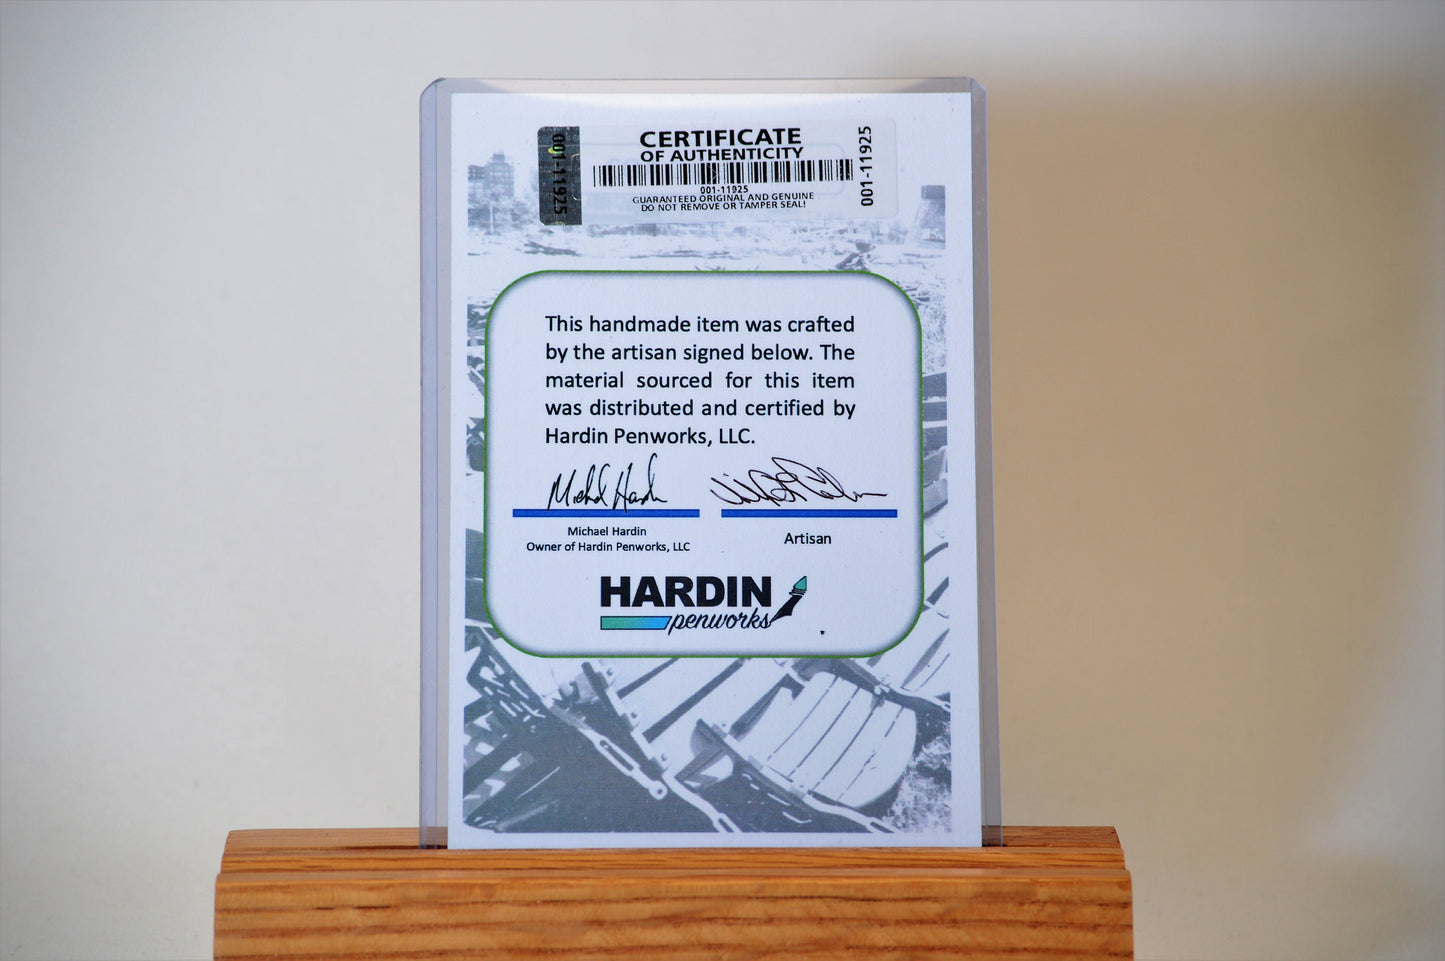 001-11925
CERTIFICATE
OF AUTHENTICITY
001-11925
GUARANTEED ORIGINAL AND GENUINE
DO NOT REMOVE OR TAMPER SEAL!
001-11925
This handmade item was crafted
by the artisan signed below. The
material sourced for this item
was distributed and certified by
Hardin Penworks, LLC.
Michael Hardin
Michael Hardin
Owner of Hardin Penworks, LLC
Artisan
HARDIN
penworks